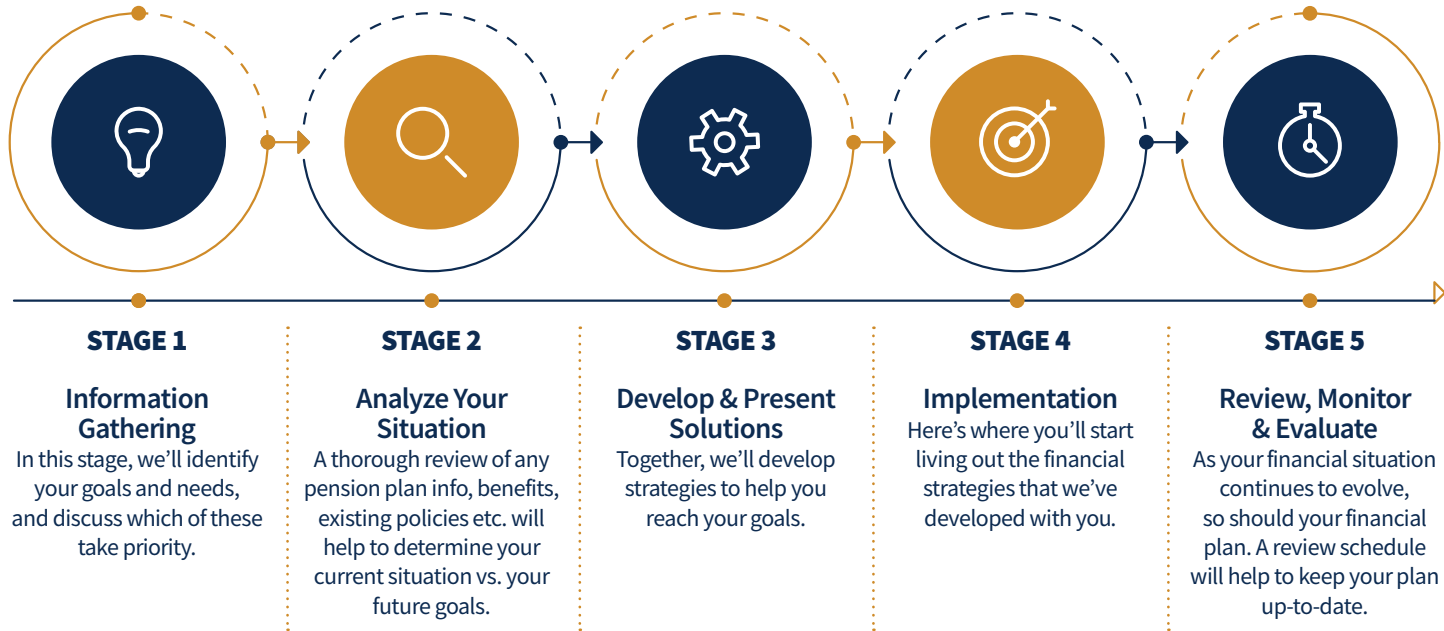 STAGE 1
Information
Gathering
In this stage, we’ll identify
your goals and needs,
and discuss which of these
take priority.
STAGE 2
Analyze Your
Situation
A thorough review of any
pension plan info, benefits,
existing policies etc. will
help to determine your
current situation vs. your
future goals.
STAGE 3
Develop & Present
Solutions
Together, we’ll develop
strategies to help you
reach your goals.
STAGE 4
Implementation
Here’s where you’ll start
living out the financial
strategies that we’ve
developed with you.
STAGE 5
Review, Monitor
& Evaluate
As your financial situation
continues to evolve,
so should your financial
plan. A review schedule
will help to keep your plan
up-to-date.